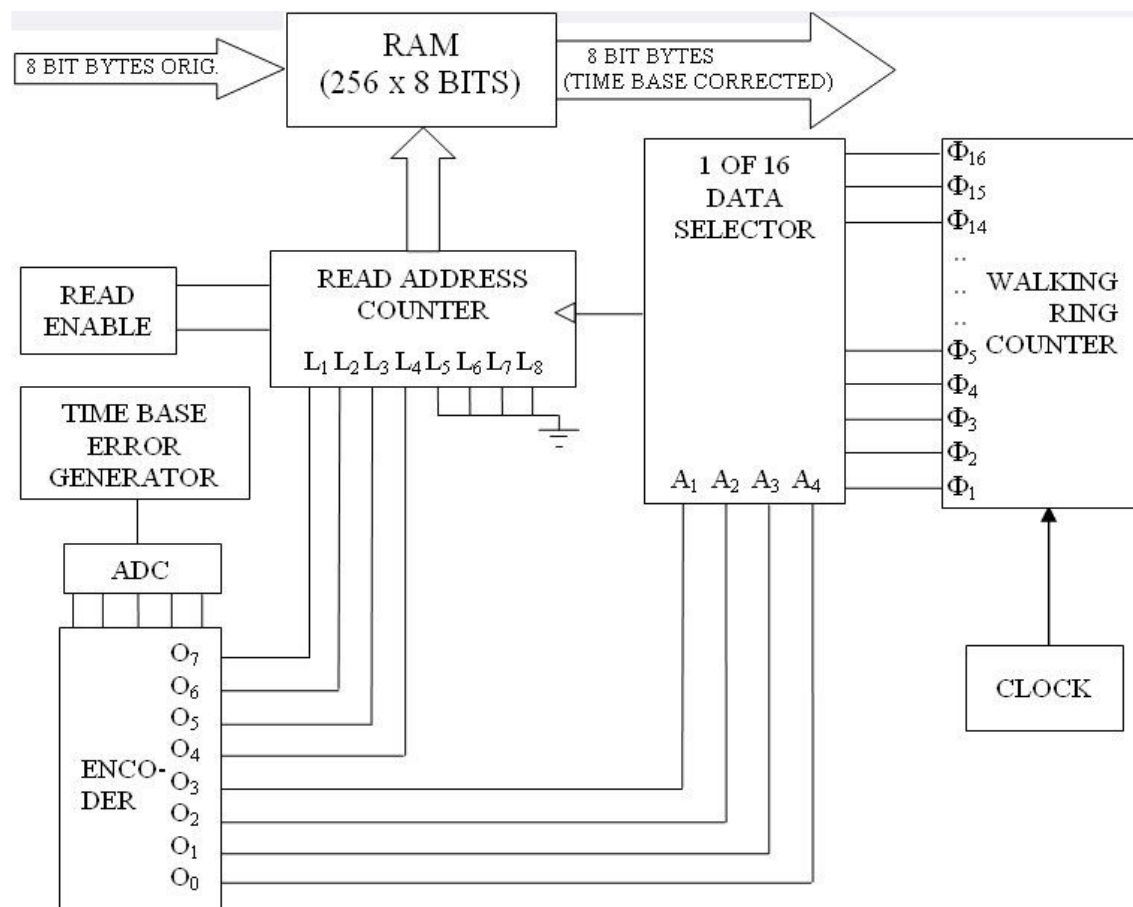 8 BIT BYTES ORIG.
RAM
(256 x 8 BITS)
8 BIT BYTES
(TIME BASE CORRECTED)
1 OF 16
DATA
SELECTOR
Φ16
Φ15
Φ14
..
..
..
Φ5
Φ4
Φ3
Φ2
Φ1
WALKING
RING
COUNTER
READ
ENABLE
READ ADDRESS
COUNTER
L1 L2 L3 L4 L5 L6 L7 L8
TIME BASE
ERROR
GENERATOR
A1 A2 A3 A4
ADC
CLOCK
ENCO-
DER
O7
O6
O5
O4
O3
O2
O1
O0